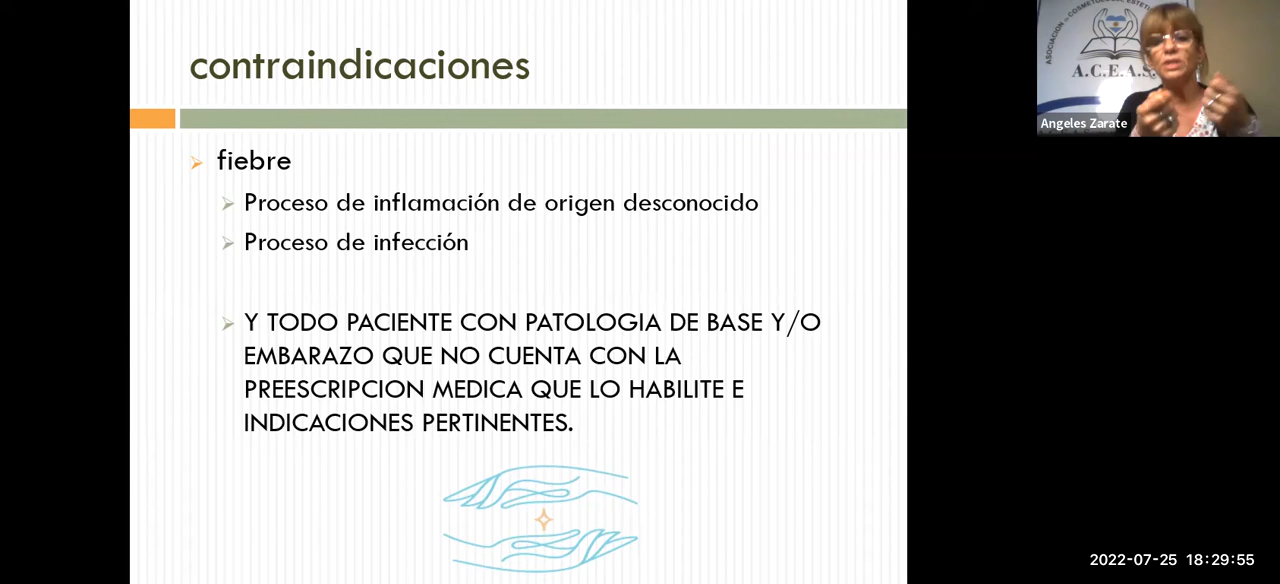 contraindicaciones
fiebre
Proceso de inflamación de origen desconocido
Proceso de infección
Y TODO PACIENTE CON PATOLOGIA DE BASE Y/O
EMBARAZO QUE NO CUENTA CON LA
PREESCRIPCION MEDICA QUE LO HABILITE E
INDICACIONES PERTINENTES.
ASOCIACION
A.C.E.A.S.
Angeles Zarate
2022-07-25 18:29:55